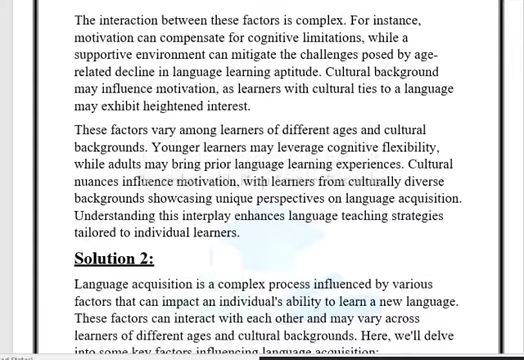 The interaction between these factors is complex. For instance,
motivation can compensate for cognitive limitations, while a
supportive environment can mitigate the challenges posed by age-
related decline in language learning aptitude. Cultural background
may influence motivation, as learners with cultural ties to a language
may exhibit heightened interest.
These factors vary among learners of different ages and cultural
backgrounds. Younger learners may leverage cognitive flexibility,
while adults may bring prior language learning experiences. Cultural
nuances influence motivation, with learners from culturally diverse
backgrounds showcasing unique perspectives on language acquisition.
Understanding this interplay enhances language teaching strategies
tailored to individual learners.
Solution 2:
Language acquisition is a complex process influenced by various
factors that can impact an individual's ability to learn a new language.
These factors can interact with each other and may vary across
learners of different ages and cultural backgrounds. Here, we'll delve
into some key factors influencing language acquisition: